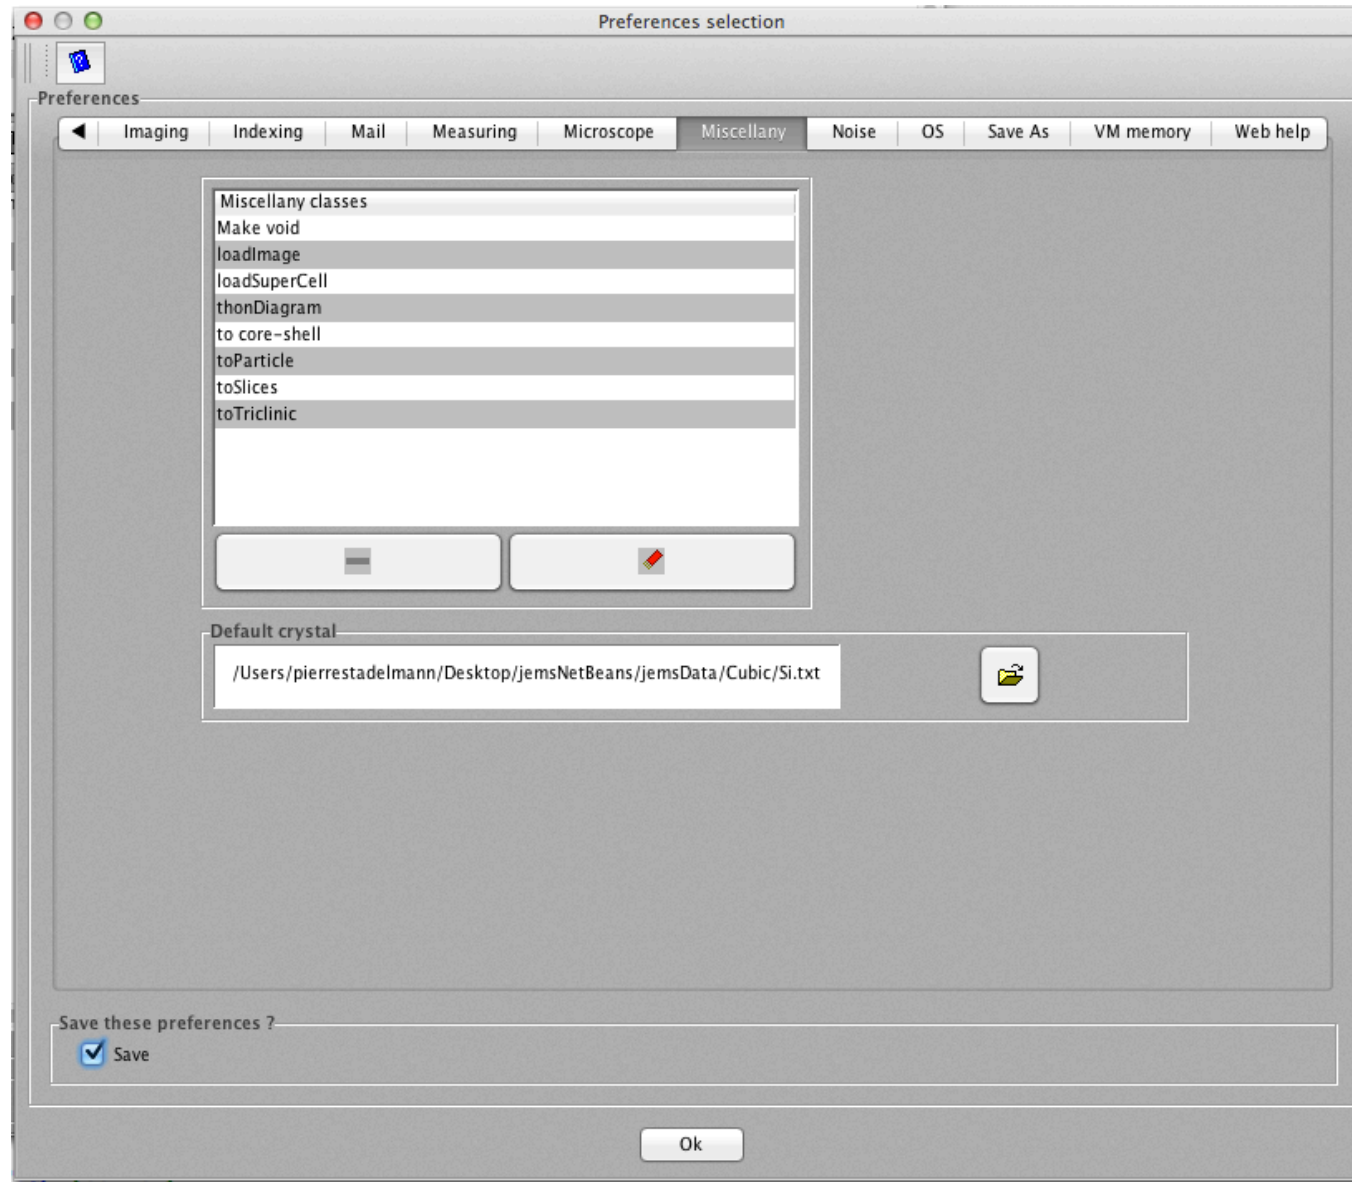 Preferences selection
Preferences
Imaging Indexing Mail Measuring Microscope Miscellany Noise OS Save As VM memory Web help
Miscellany classes
Make void
loadImage
loadSuperCell
thonDiagram
to core-shell
toParticle
toSlices
toTriclinic
Default crystal
/Users/pierrestadelmann/Desktop/jemsNetBeans/jemsData/Cubic/Si.txt
Save these preferences ?
Save
Ok